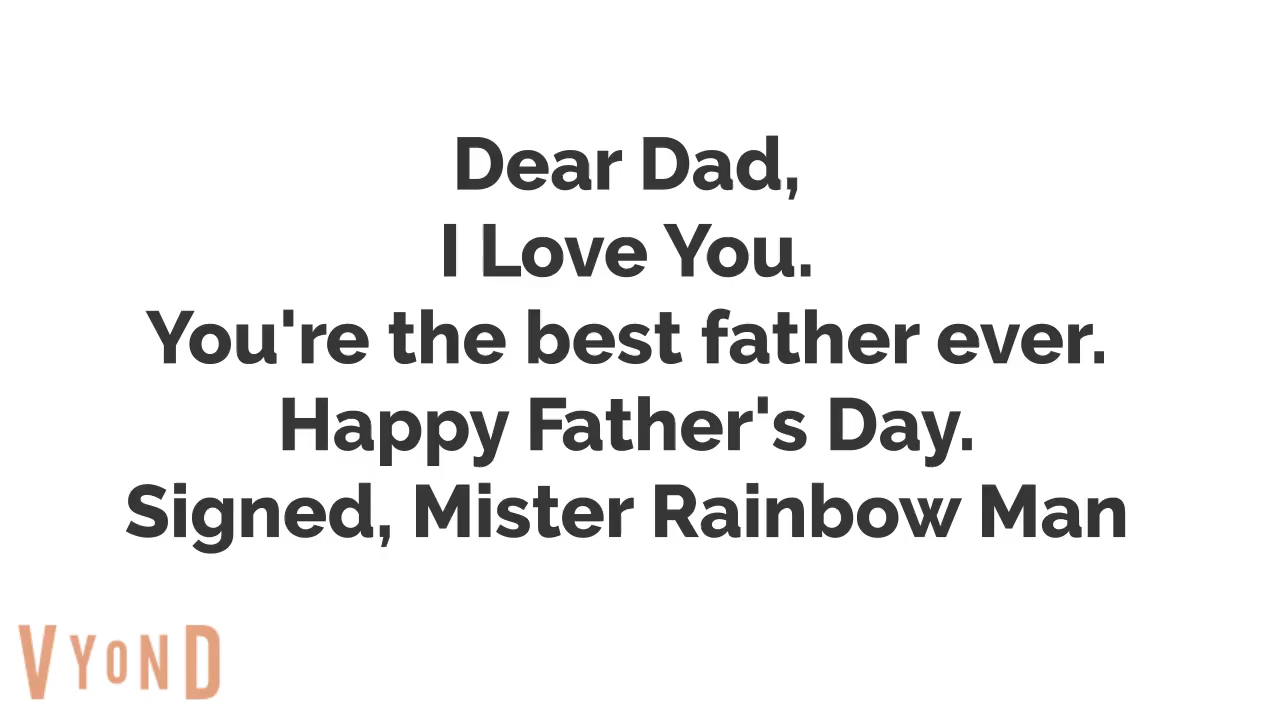 Dear Dad,
I Love You.
You're the best father ever.
Happy Father's Day.
Signed, Mister Rainbow Man
VYOND